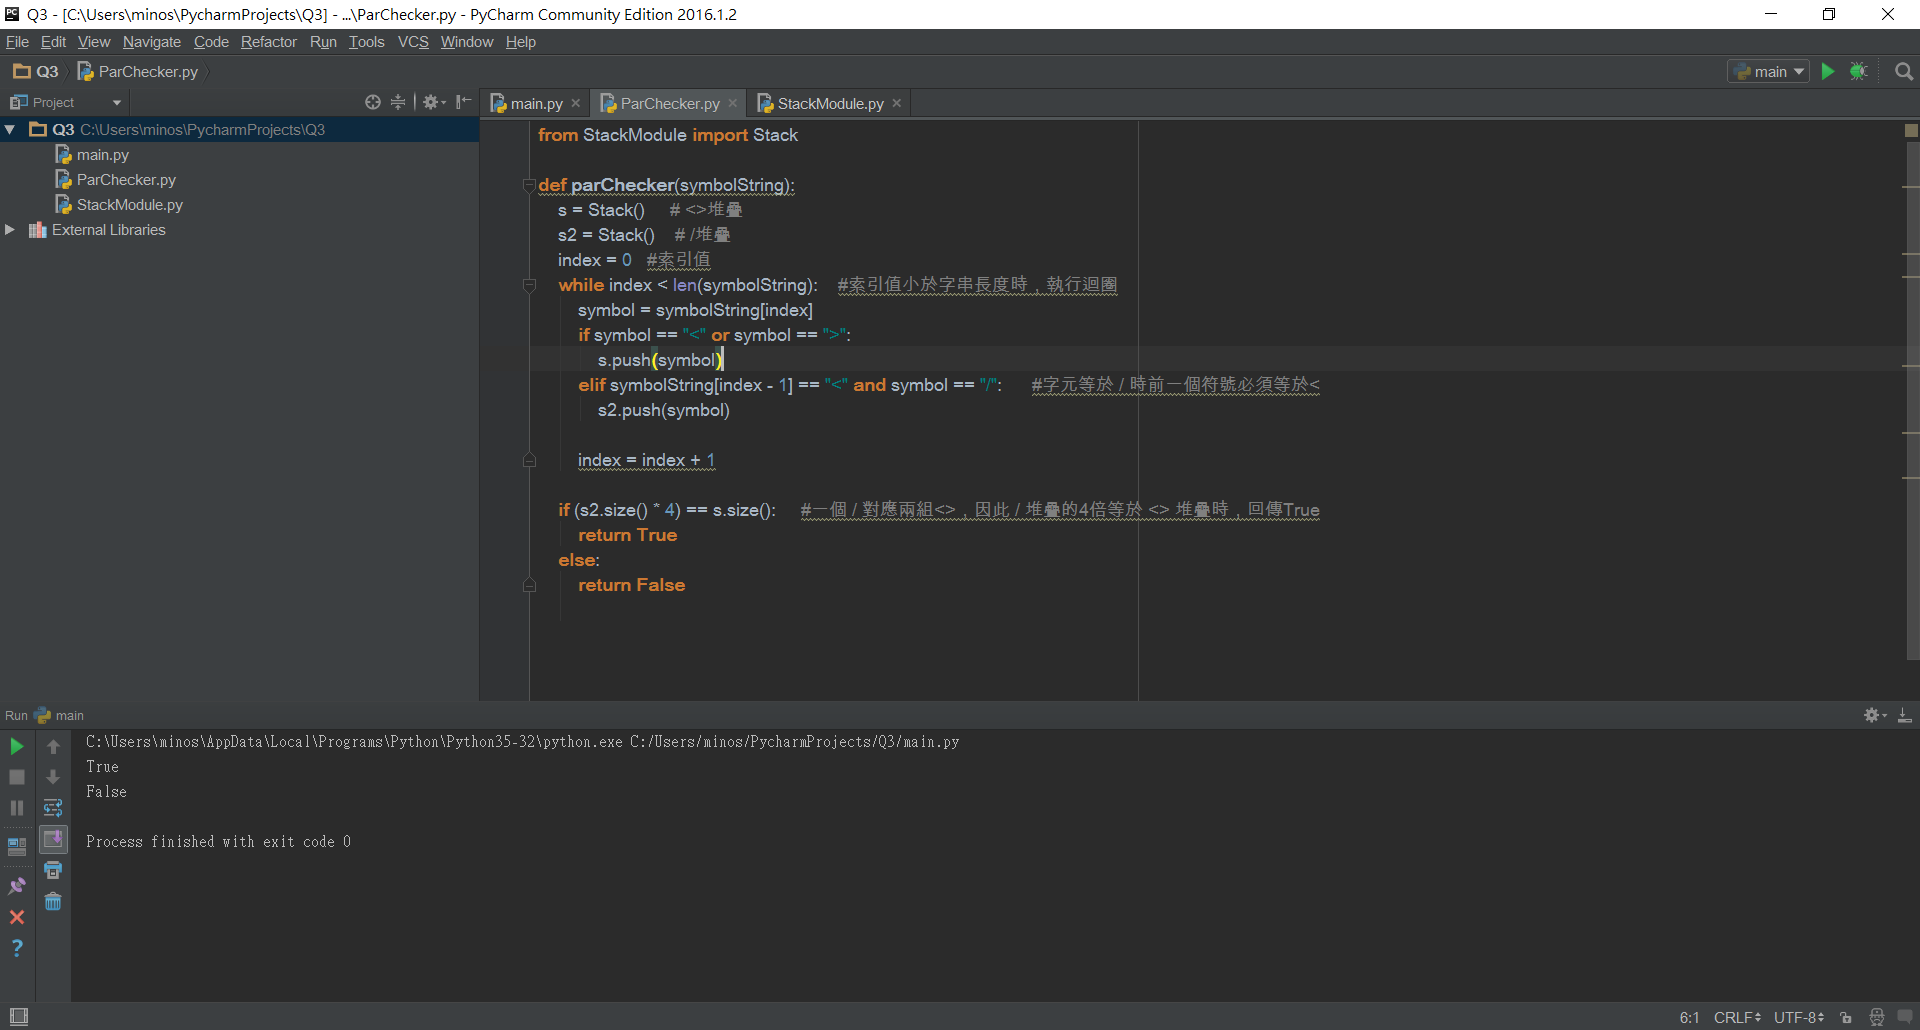 Q3 - [C:\Users\minos\PycharmProjects\Q3] - ...\ParChecker.py - PyCharm Community Edition 2016.1.2
File Edit View Navigate Code Refactor Run Tools VCS Window Help
Q3 ParChecker.py main
Project main.py ParChecker.py StackModule.py
Q3 C:\Users\minos\PycharmProjects\Q3
main.py
ParChecker.py
StackModule.py
External Libraries
from StackModule import Stack
def parChecker(symbolString):
s = Stack() # <>堆疊
s2 = Stack() # /堆疊
index = 0 #索引值
while index < len(symbolString): #索引值小於字串長度時，執行迴圈
symbol = symbolString[index]
if symbol == "<" or symbol == ">":
s.push(symbol)
elif symbolString[index - 1] == "<" and symbol == "/": #字元等於 / 時前一個符號必須等於<
s2.push(symbol)
index = index + 1
if (s2.size() * 4) == s.size(): #一個 / 對應兩組<>，因此 / 堆疊的4倍等於 <> 堆疊時，回傳True
return True
else:
return False
Run main
C:\Users\minos\AppData\Local\Programs\Python\Python35-32\python.exe C:/Users/minos/PycharmProjects/Q3/main.py
True
False
Process finished with exit code 0
6:1 CRLF UTF-8